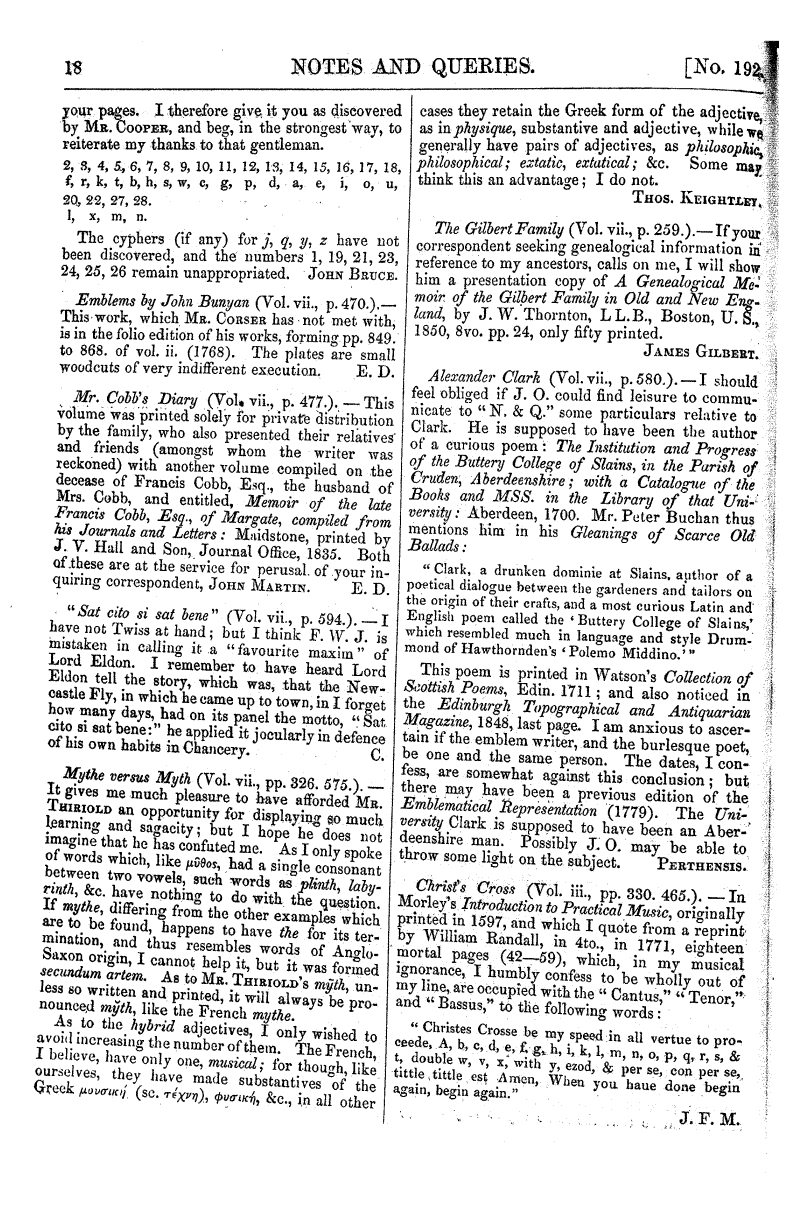 18 NOTES AND QUERIES. [No. 192.
your pages. I therefore give it you as discovered
by MR. COOPER, and beg, in the strongest way, to
reiterate my thanks to that gentleman.
2, 3, 4, 5, 6, 7, 8, 9, 10, 11, 12, 13, 14, 15, 16, 17, 18,
f, r, k, t, b, h, s, w, c, g, p, d, a, e, i, o, u,
20, 22, 27, 28.
l, x, m, n.
The cyphers (if any) for j, q, y, z have not
been discovered, and the numbers 1, 19, 21, 23,
24, 25, 26 remain unappropriated. JOHN BRUCE.
Emblems by John Bunyan (Vol. vii., p. 470.).—
This work, which MR. CORSER has not met with,
is in the folio edition of his works, forming pp. 849.
to 868. of vol. ii. (1768). The plates are small
woodcuts of very indifferent execution. E. D.
Mr. Cobb's Diary (Vol. vii., p. 477.). — This
volume was printed solely for private distribution
by the family, who also presented their relatives
and friends (amongst whom the writer was
reckoned) with another volume compiled on the
decease of Francis Cobb, Esq., the husband of
Mrs. Cobb, and entitled, Memoir of the late
Francis Cobb, Esq., of Margate, compiled from
his Journals and Letters: Maidstone, printed by
J. V. Hall and Son, Journal Office, 1835. Both
of these are at the service for perusal of your in-
quiring correspondent, JOHN MARTIN. E. D.
"Sat cito si sat bene" (Vol. vii., p. 594.). — I
have not Twiss at hand; but I think F. W. J. is
mistaken in calling it a "favourite maxim" of
Lord Eldon. I remember to have heard Lord
Eldon tell the story, which was, that the New-
castle Fly, in which he came up to town, in I forget
how many days, had on its panel the motto, "Sat
cito si sat bene:" he applied it jocularly in defence
of his own habits in Chancery. C.
Mythe versus Myth (Vol. vii., pp. 326. 575.). —
It gives me much pleasure to have afforded MR.
THIRIOLD an opportunity for displaying so much
learning and sagacity; but I hope he does not
imagine that he has confuted me. As I only spoke
of words which, like μῦθος, had a single consonant
between two vowels, such words as plinth, laby-
rinth, &c. have nothing to do with the question.
If mythe, differing from the other examples which
are to be found, happens to have the for its ter-
mination, and thus resembles words of Anglo-
Saxon origin, I cannot help it, but it was formed
secundum artem. As to MR. THIRIOLD'S mȳth, un-
less so written and printed, it will always be pro-
nounced mўth, like the French mythe.
As to the hybrid adjectives, I only wished to
avoid increasing the number of them. The French,
I believe, have only one, musical; for though, like
ourselves, they have made substantives of the
Greek μουσική (sc. τέχνη), φυσική, &c., in all other
cases they retain the Greek form of the adjective,
as in physique, substantive and adjective, while we
generally have pairs of adjectives, as philosophic,
philosophical; extatic, extatical; &c. Some may
think this an advantage; I do not.
THOS. KEIGHTLEY.
The Gilbert Family (Vol. vii., p. 259.).—If your
correspondent seeking genealogical information in
reference to my ancestors, calls on me, I will show
him a presentation copy of A Genealogical Me-
moir of the Gilbert Family in Old and New Eng-
land, by J. W. Thornton, LL.B., Boston, U. S.,
1850, 8vo. pp. 24, only fifty printed.
JAMES GILBERT.
Alexander Clark (Vol. vii., p. 580.).—I should
feel obliged if J. O. could find leisure to commu-
nicate to "N. & Q." some particulars relative to
Clark. He is supposed to have been the author
of a curious poem: The Institution and Progress
of the Buttery College of Slains, in the Parish of
Cruden, Aberdeenshire; with a Catalogue of the
Books and MSS. in the Library of that Uni-
versity: Aberdeen, 1700. Mr. Peter Buchan thus
mentions him in his Gleanings of Scarce Old
Ballads:
"Clark, a drunken dominie at Slains, author of a
poetical dialogue between the gardeners and tailors on
the origin of their crafts, and a most curious Latin and
English poem called the 'Buttery College of Slains,'
which resembled much in language and style Drum-
mond of Hawthornden's 'Polemo Middino.'"
This poem is printed in Watson's Collection of
Scottish Poems, Edin. 1711; and also noticed in
the Edinburgh Topographical and Antiquarian
Magazine, 1848, last page. I am anxious to ascer-
tain if the emblem writer, and the burlesque poet,
be one and the same person. The dates, I con-
fess, are somewhat against this conclusion; but
there may have been a previous edition of the
Emblematical Representation (1779). The Uni-
versity Clark is supposed to have been an Aber-
deenshire man. Possibly J. O. may be able to
throw some light on the subject. PERTHENSIS.
Christ's Cross (Vol. iii., pp. 330. 465.). — In
Morley's Introduction to Practical Music, originally
printed in 1597, and which I quote from a reprint
by William Randall, in 4to., in 1771, eighteen
mortal pages (42—59), which, in my musical
ignorance, I humbly confess to be wholly out of
my line, are occupied with the "Cantus," "Tenor,"
and "Bassus," to the following words:
"Christes Crosse be my speed in all vertue to pro-
ceede, A, b, c, d, e, f, g, h, i, k, l, m, n, o, p, q, r, s, &
t, double w, v, x, with y, ezod, & per se, con per se,
tittle tittle est Amen, When you haue done begin
again, begin again."
J. F. M.